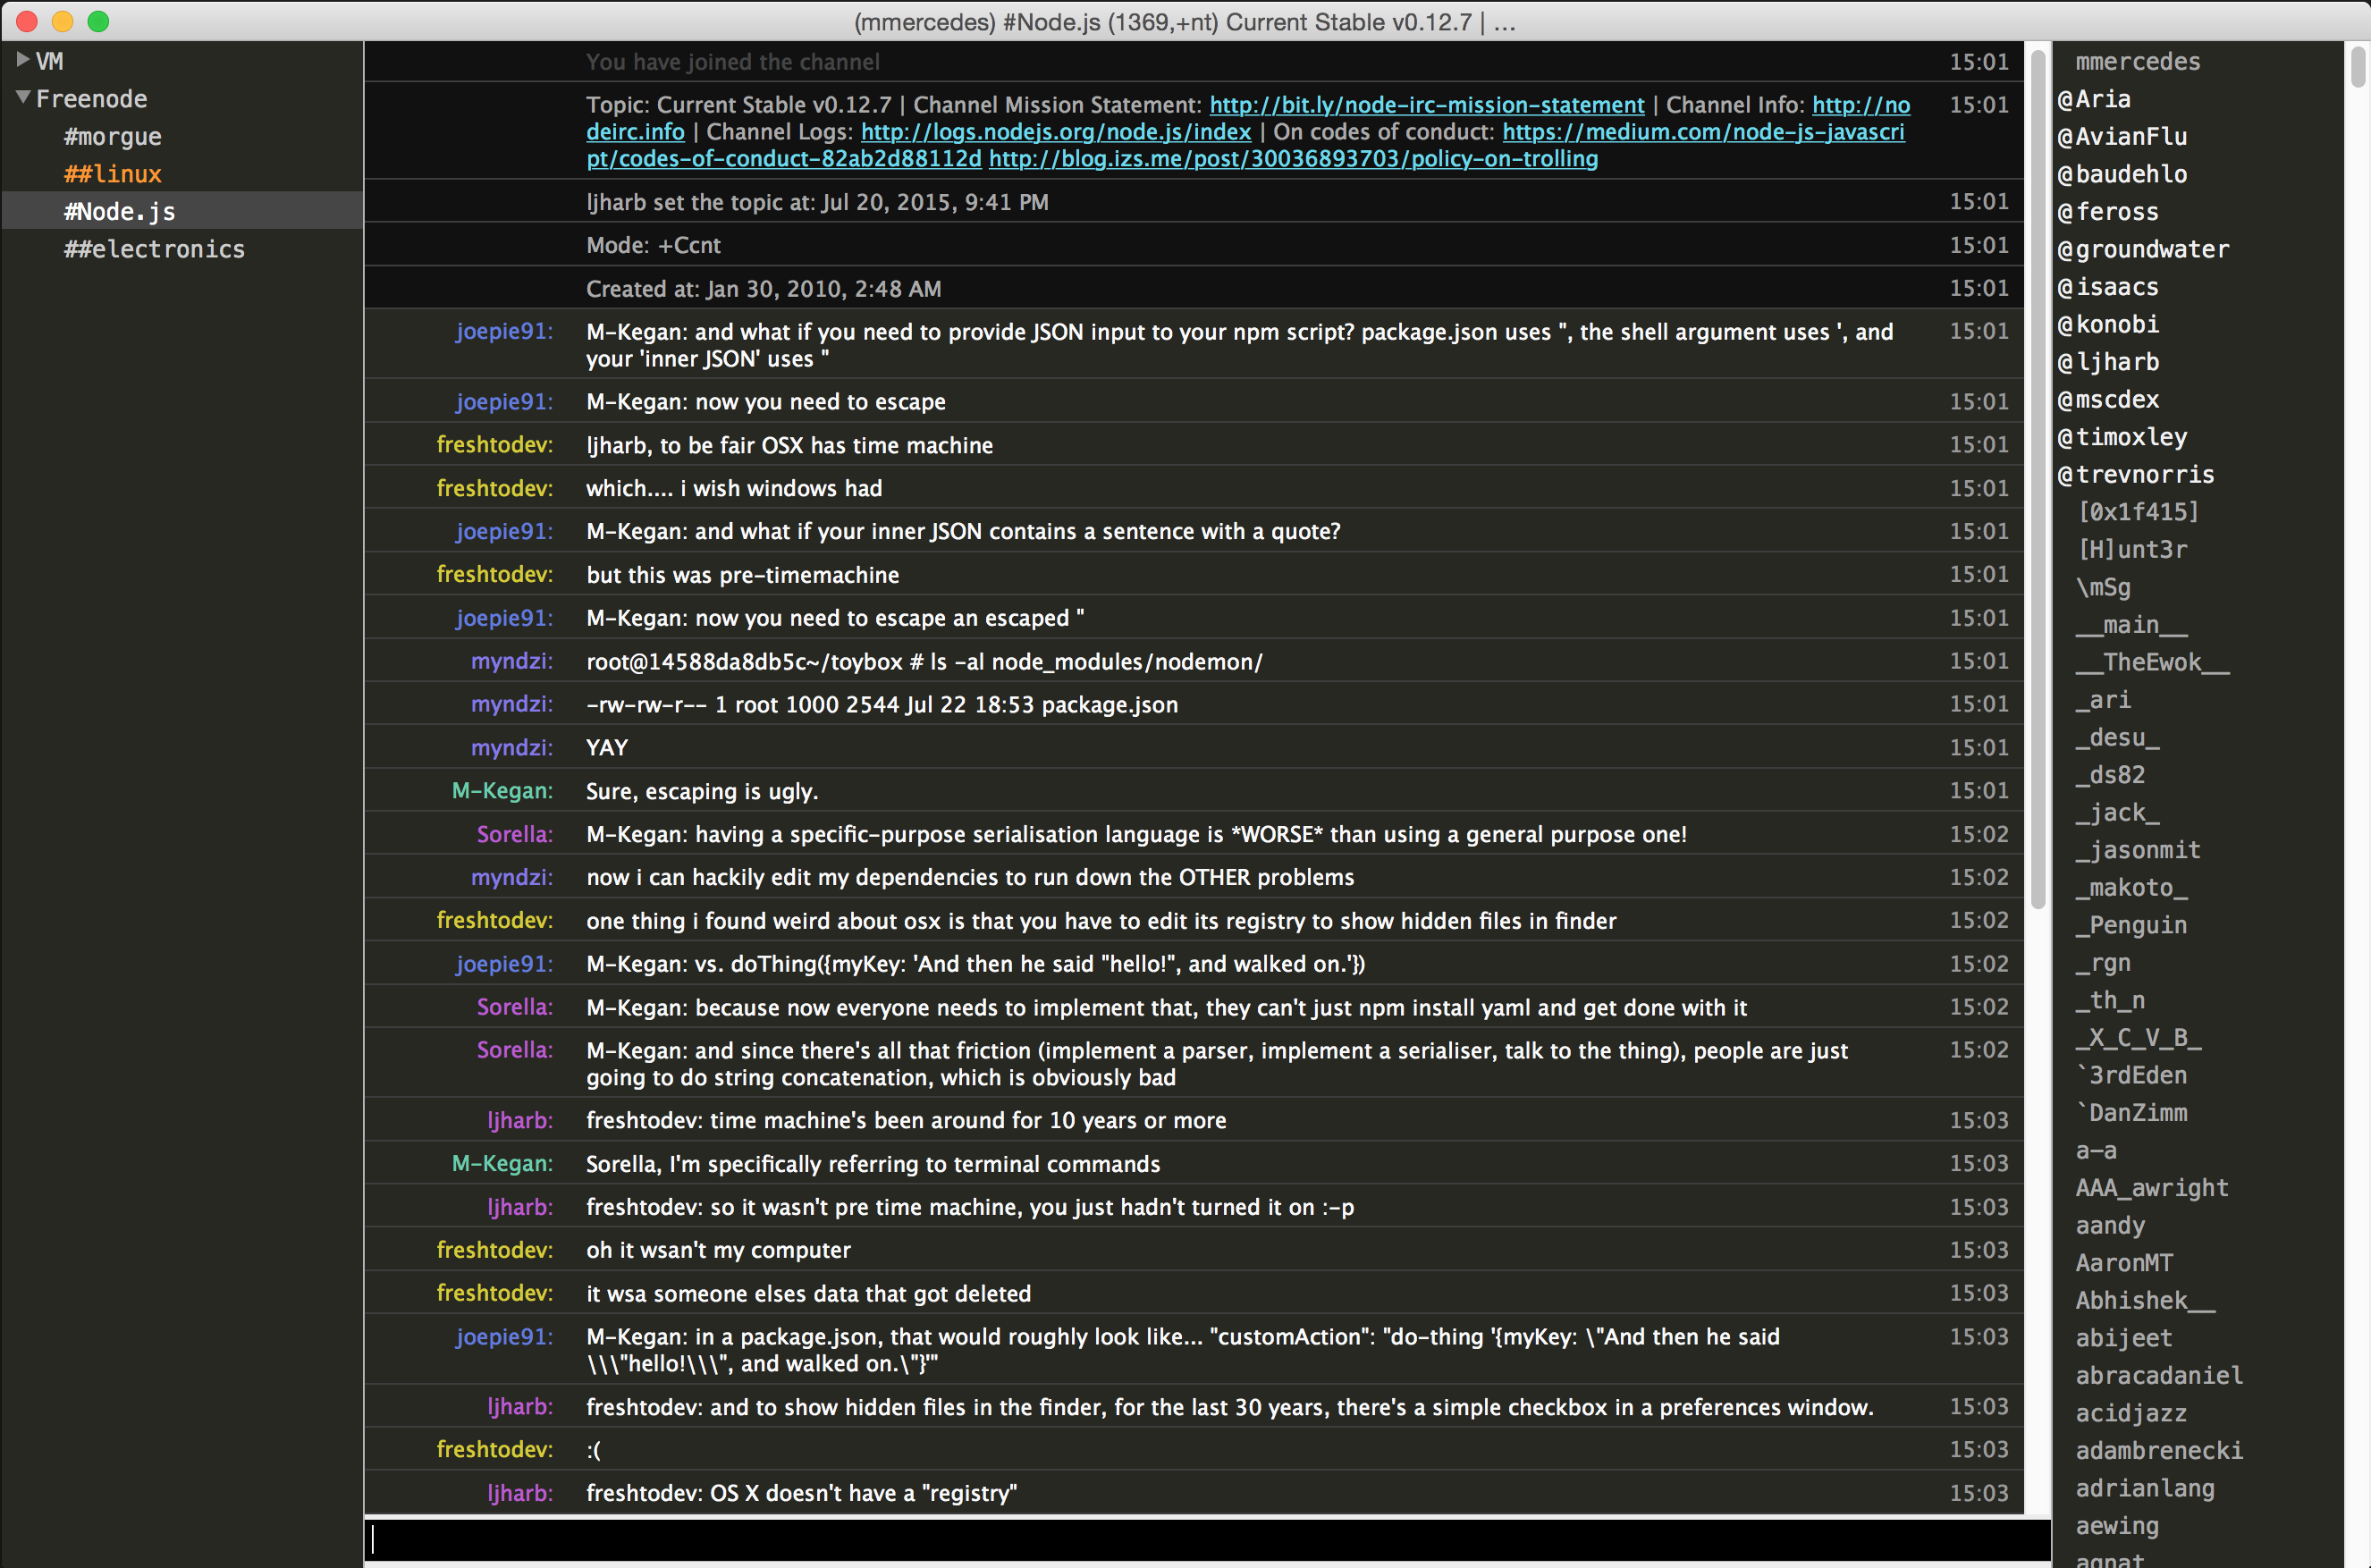 (mmercedes) #Node.js (1369,+nt) Current Stable v0.12.7 | …
VM
Freenode
#morgue
##linux
#Node.js
##electronics
You have joined the channel 15:01
Topic: Current Stable v0.12.7 | Channel Mission Statement: http://bit.ly/node-irc-mission-statement | Channel Info: http://no 15:01
deirc.info | Channel Logs: http://logs.nodejs.org/node.js/index | On codes of conduct: https://medium.com/node-js-javascri
pt/codes-of-conduct-82ab2d88112d http://blog.izs.me/post/30036893703/policy-on-trolling
ljharb set the topic at: Jul 20, 2015, 9:41 PM 15:01
Mode: +Ccnt 15:01
Created at: Jan 30, 2010, 2:48 AM 15:01
joepie91: M-Kegan: and what if you need to provide JSON input to your npm script? package.json uses ", the shell argument uses ', and 15:01
your 'inner JSON' uses "
joepie91: M-Kegan: now you need to escape 15:01
freshtodev: ljharb, to be fair OSX has time machine 15:01
freshtodev: which.... i wish windows had 15:01
joepie91: M-Kegan: and what if your inner JSON contains a sentence with a quote? 15:01
freshtodev: but this was pre-timemachine 15:01
joepie91: M-Kegan: now you need to escape an escaped " 15:01
myndzi: root@14588da8db5c~/toybox # ls -al node_modules/nodemon/ 15:01
myndzi: -rw-rw-r-- 1 root 1000 2544 Jul 22 18:53 package.json 15:01
myndzi: YAY 15:01
M-Kegan: Sure, escaping is ugly. 15:01
Sorella: M-Kegan: having a specific-purpose serialisation language is *WORSE* than using a general purpose one! 15:02
myndzi: now i can hackily edit my dependencies to run down the OTHER problems 15:02
freshtodev: one thing i found weird about osx is that you have to edit its registry to show hidden files in finder 15:02
joepie91: M-Kegan: vs. doThing({myKey: 'And then he said "hello!", and walked on.'}) 15:02
Sorella: M-Kegan: because now everyone needs to implement that, they can't just npm install yaml and get done with it 15:02
Sorella: M-Kegan: and since there's all that friction (implement a parser, implement a serialiser, talk to the thing), people are just 15:02
going to do string concatenation, which is obviously bad
ljharb: freshtodev: time machine's been around for 10 years or more 15:03
M-Kegan: Sorella, I'm specifically referring to terminal commands 15:03
ljharb: freshtodev: so it wasn't pre time machine, you just hadn't turned it on :-p 15:03
freshtodev: oh it wsan't my computer 15:03
freshtodev: it wsa someone elses data that got deleted 15:03
joepie91: M-Kegan: in a package.json, that would roughly look like... "customAction": "do-thing '{myKey: \"And then he said 15:03
\\\"hello!\\\", and walked on.\"}'"
ljharb: freshtodev: and to show hidden files in the finder, for the last 30 years, there's a simple checkbox in a preferences window. 15:03
freshtodev: :( 15:03
ljharb: freshtodev: OS X doesn't have a "registry" 15:03
mmercedes
@Aria
@AvianFlu
@baudehlo
@feross
@groundwater
@isaacs
@konobi
@ljharb
@mscdex
@timoxley
@trevnorris
[0x1f415]
[H]unt3r
\mSg
__main__
__TheEwok__
_ari
_desu_
_ds82
_jack_
_jasonmit
_makoto_
_Penguin
_rgn
_th_n
_X_C_V_B_
`3rdEden
`DanZimm
a-a
AAA_awright
aandy
AaronMT
Abhishek__
abijeet
abracadaniel
acidjazz
adambrenecki
adrianlang
aewing
agnat